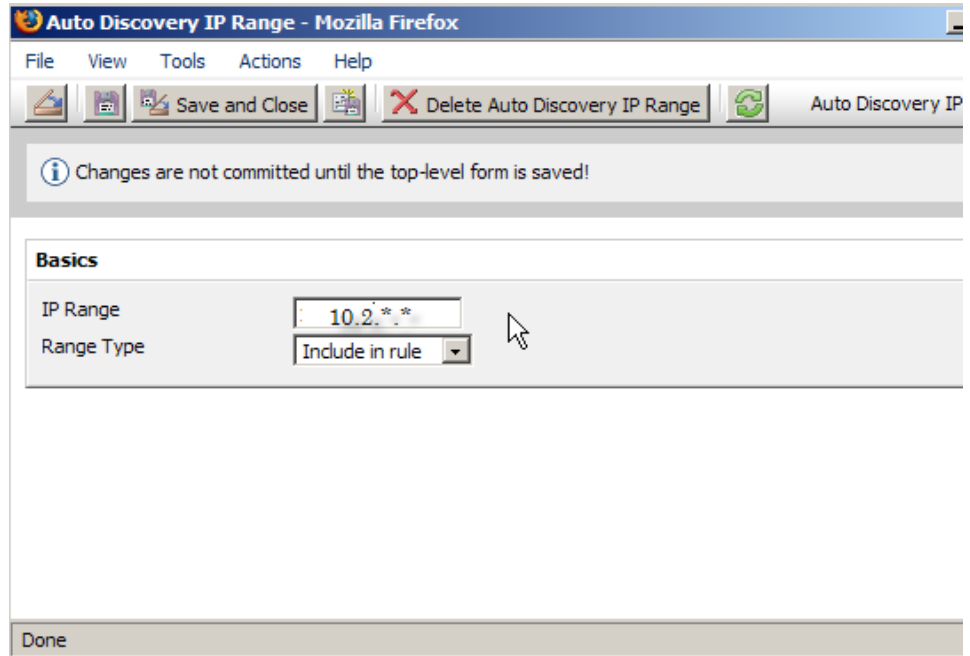 Auto Discovery IP Range - Mozilla Firefox
File View Tools Actions Help
Save and Close Delete Auto Discovery IP Range Auto Discovery IP
Changes are not committed until the top-level form is saved!
Basics
IP Range 10.2.*.*
Range Type Include in rule
Done